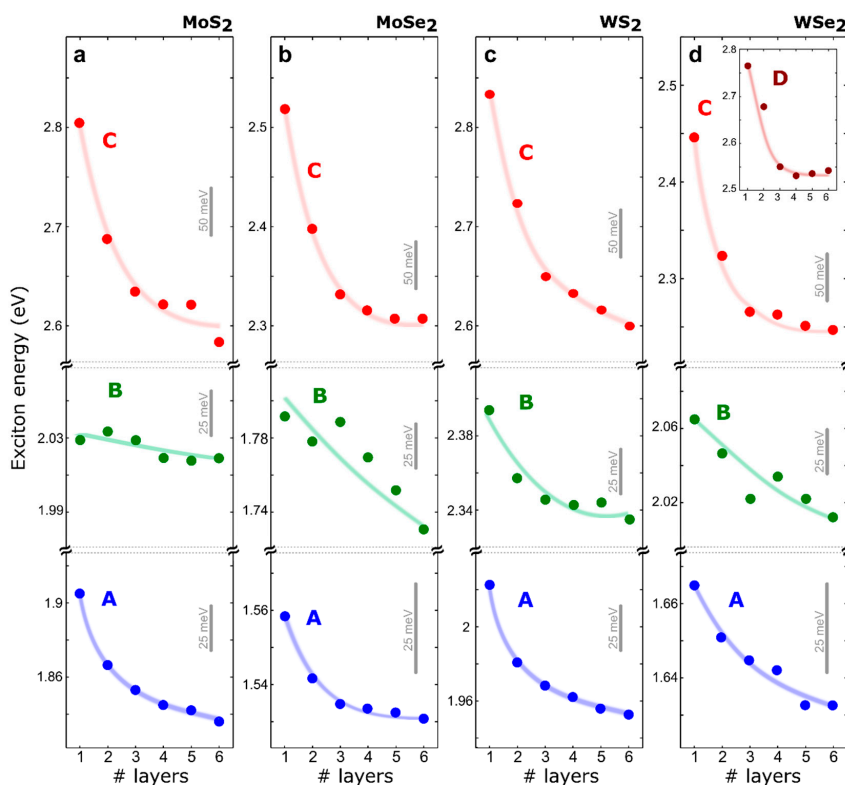 MoS2
MoSe2
WS2
WSe2
a
b
c
d
Exciton energy (eV)
2.8
2.7
2.6
2.03
1.99
1.9
1.86
C
50 meV
B
25 meV
A
25 meV
1 2 3 4 5 6
# layers
2.5
2.4
2.3
1.78
1.74
1.56
1.54
C
50 meV
B
25 meV
A
25 meV
1 2 3 4 5 6
# layers
2.8
2.7
2.6
2.38
2.34
2
1.96
C
50 meV
B
25 meV
A
25 meV
1 2 3 4 5 6
# layers
2.5
2.4
2.3
2.06
2.02
1.66
1.64
C
50 meV
B
25 meV
A
25 meV
1 2 3 4 5 6
# layers
2.8
2.7
2.6
2.5
D
1 2 3 4 5 6